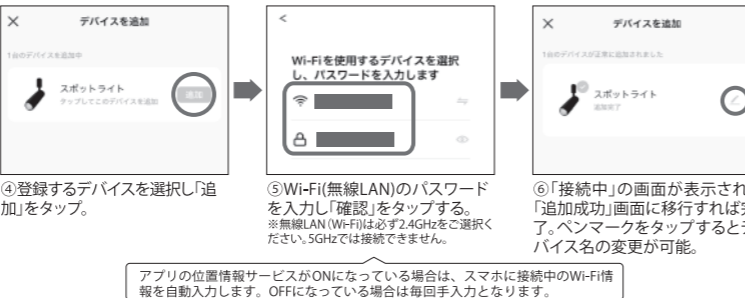 デバイスを追加
1台のデバイスを追加中
スポットライト
タップしてこのデバイスを追加
追加
④登録するデバイスを選択し「追
加」をタップ。
Wi-Fiを使用するデバイスを選択
し、パスワードを入力します
⑤Wi-Fi(無線LAN)のパスワード
を入力し「確認」をタップする。
※無線LAN(Wi-Fi)は必ず2.4GHzをご選択く
ださい。5GHzでは接続できません。
デバイスを追加
1台のデバイスが正常に追加されました
スポットライト
追加完了
⑥「接続中」の画面が表示され
「追加成功」画面に移行すれば完
了。ペンマークをタップするとデ
バイス名の変更が可能。
アプリの位置情報サービスがONになっている場合は、スマホに接続中のWi-Fi情
報を自動入力します。OFFになっている場合は毎回手入力となります。